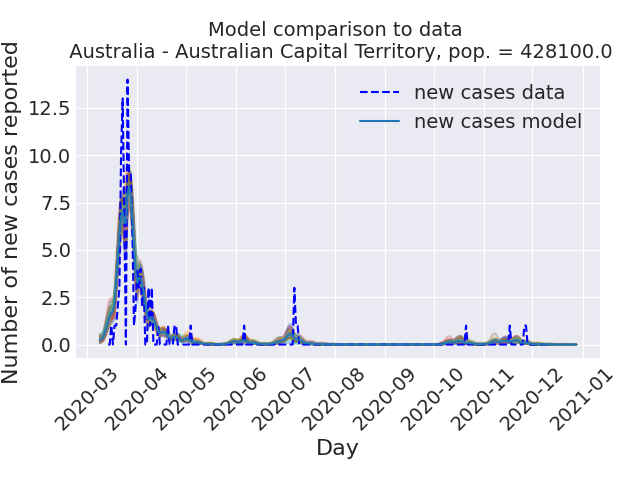 Model comparison to data
Australia - Australian Capital Territory, pop. = 428100.0
Number of new cases reported
12.5
10.0
7.5
5.0
2.5
0.0
new cases data
new cases model
2020-03
2020-04
2020-05
2020-06
2020-07
2020-08
2020-09
2020-10
2020-11
2020-12
2021-01
Day